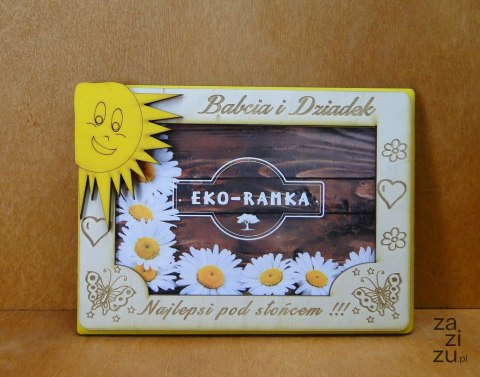 Babcia i Dziadek
EKO-RAMKA
Najlepsi pod słońcem !!!
za
zi
zu.pl